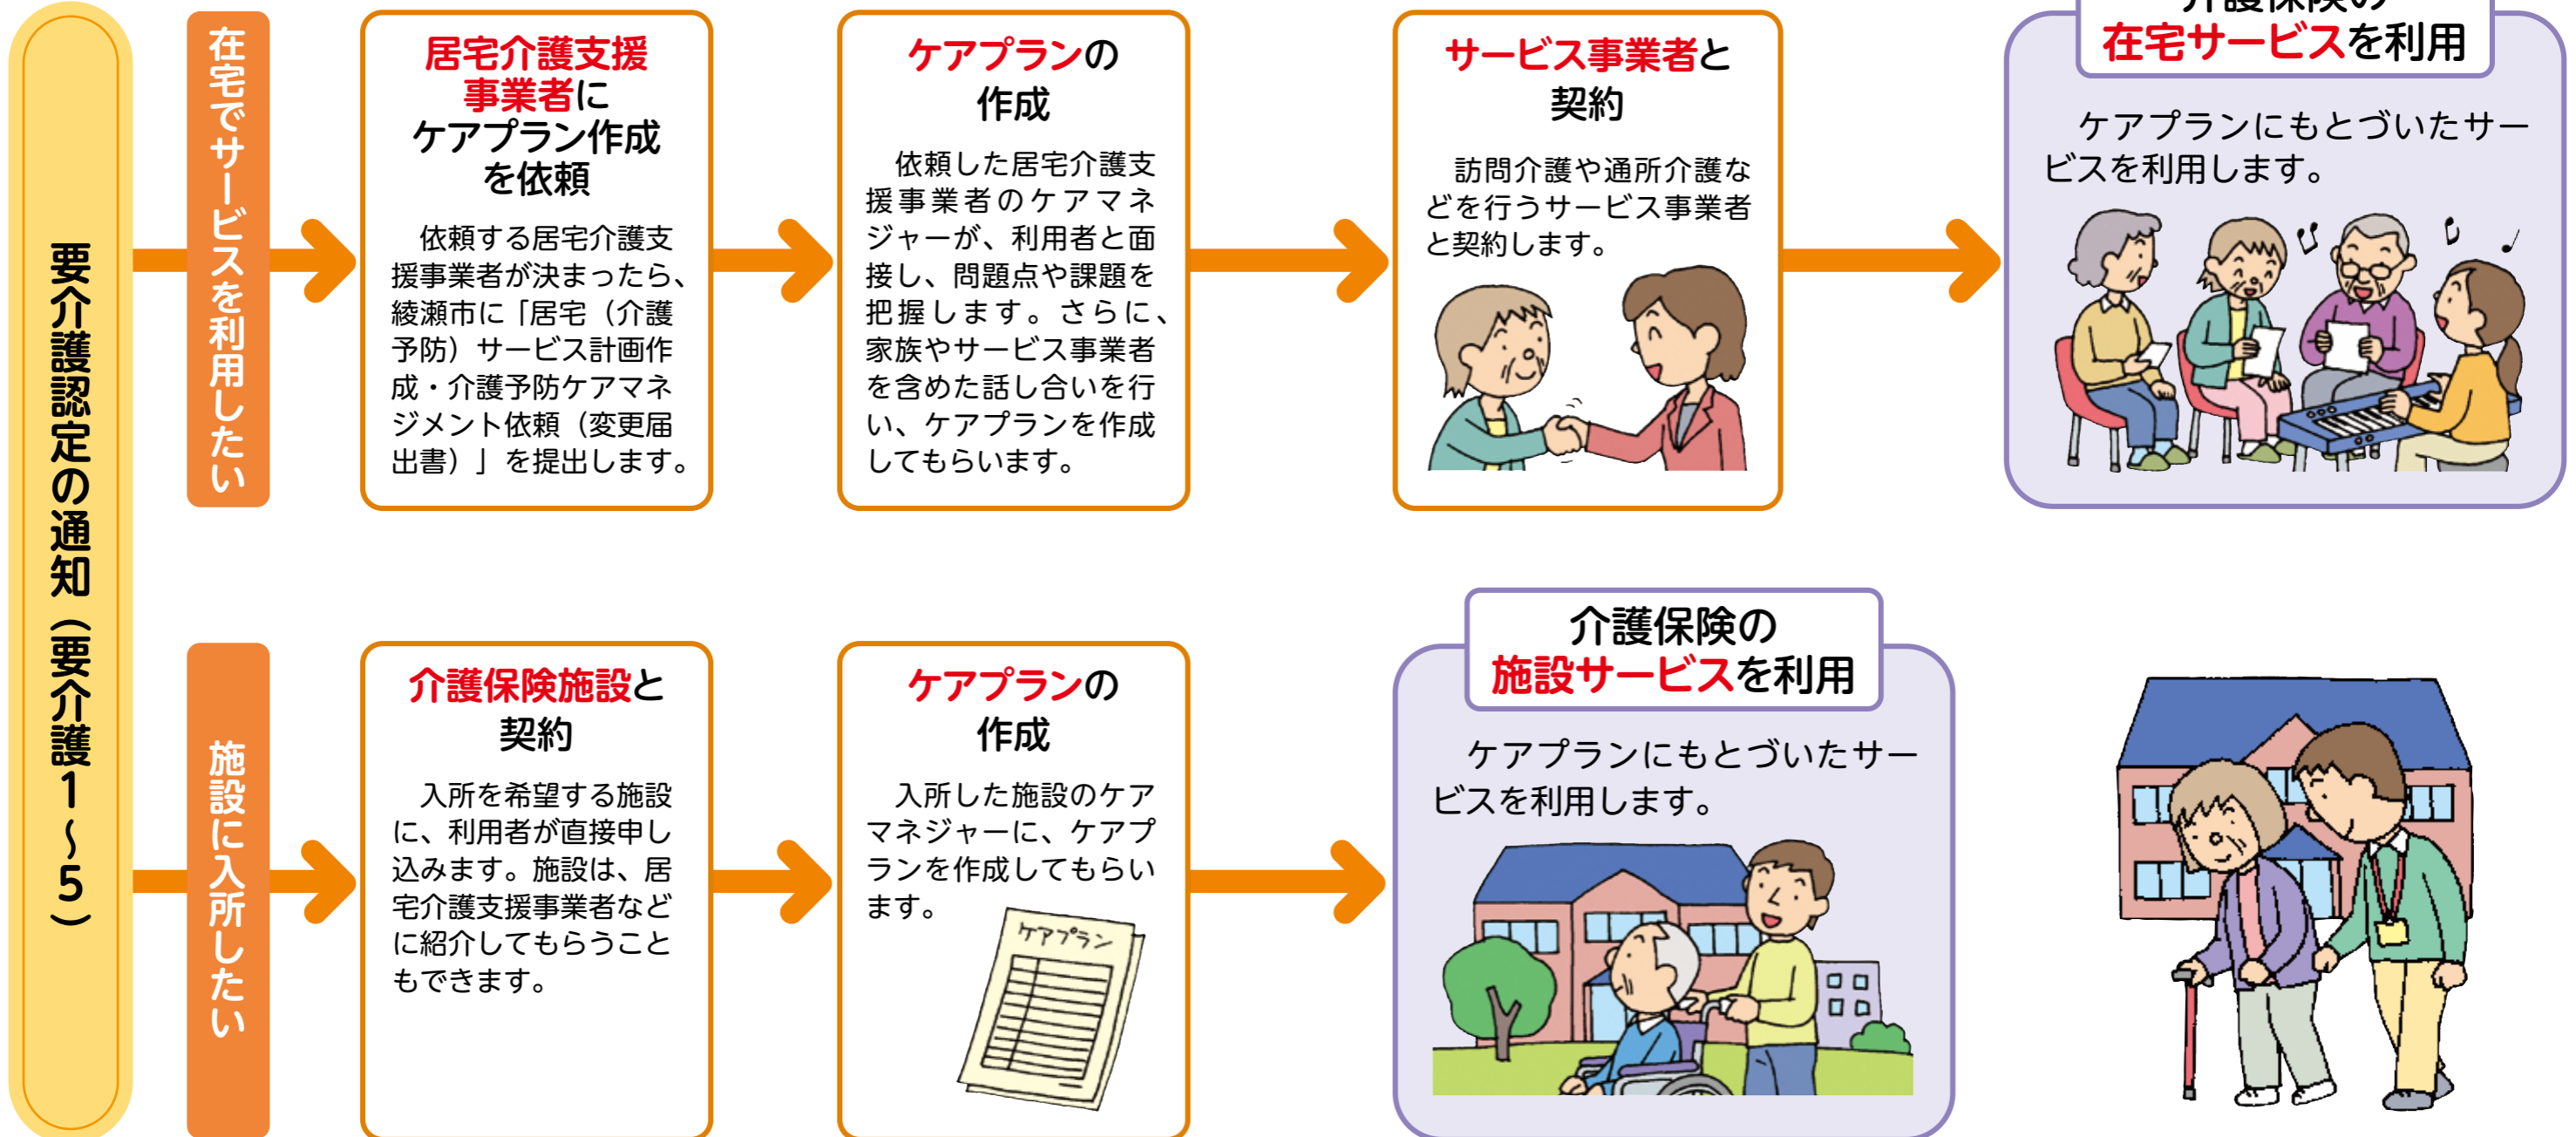 要介護認定の通知（要介護1～5）
在宅でサービスを利用したい
居宅介護支援
事業者に
ケアプラン作成
を依頼
依頼する居宅介護支
援事業者が決まったら、
綾瀬市に「居宅（介護
予防）サービス計画作
成・介護予防ケアマネ
ジメント依頼（変更届
出書）」を提出します。
ケアプランの
作成
依頼した居宅介護支
援事業者のケアマネ
ジャーが、利用者と面
接し、問題点や課題を
把握します。さらに、
家族やサービス事業者
を含めた話し合いを行
い、ケアプランを作成
してもらいます。
サービス事業者と
契約
訪問介護や通所介護な
どを行うサービス事業者
と契約します。
介護保険の
在宅サービスを利用
ケアプランにもとづいたサー
ビスを利用します。
施設に入所したい
介護保険施設と
契約
入所を希望する施設
に、利用者が直接申し
込みます。施設は、居
宅介護支援事業者など
に紹介してもらうこと
もできます。
ケアプランの
作成
入所した施設のケア
マネジャーに、ケアプ
ランを作成してもらい
ます。
ケアプラン
介護保険の
施設サービスを利用
ケアプランにもとづいたサー
ビスを利用します。